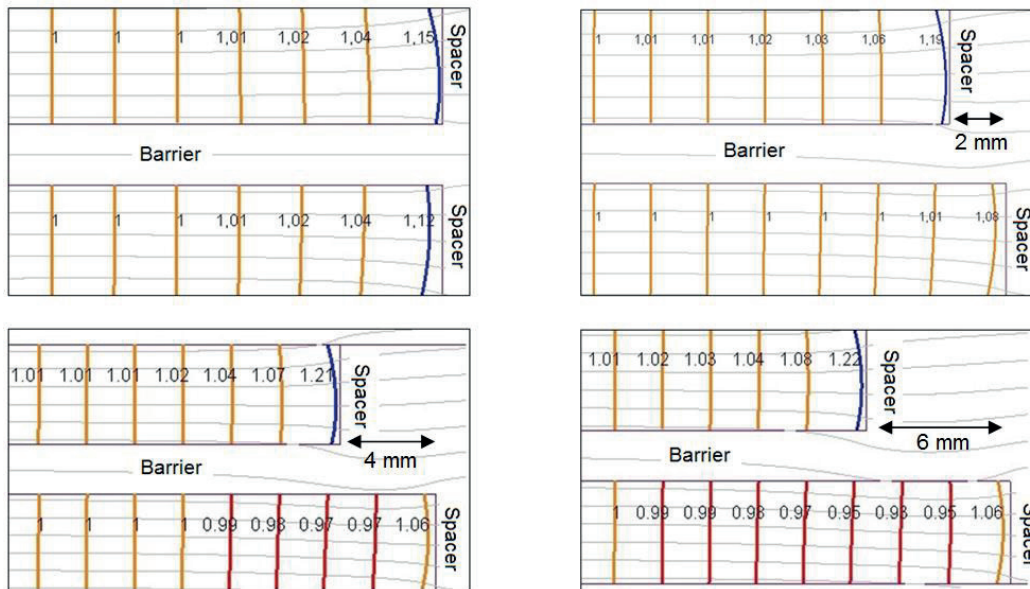 1 1 1 1,01 1,02 1,04 1,15
Spacer
Barrier
1 1 1 1,01 1,02 1,04 1,12
Spacer
1 1,01 1,01 1,02 1,03 1,06 1,19
Spacer
2 mm
Barrier
1 1 1 1 1 1 1,01 1,08
Spacer
1.01 1.01 1.01 1.02 1.04 1.07 1.21
Spacer
4 mm
Barrier
1 1 1 1 0.99 0.98 0.97 0.97 1.06
Spacer
1.01 1.02 1.03 1.04 1.08 1.22
Spacer
6 mm
Barrier
1 0.99 0.99 0.98 0.97 0.95 0.93 0.95 1.06
Spacer